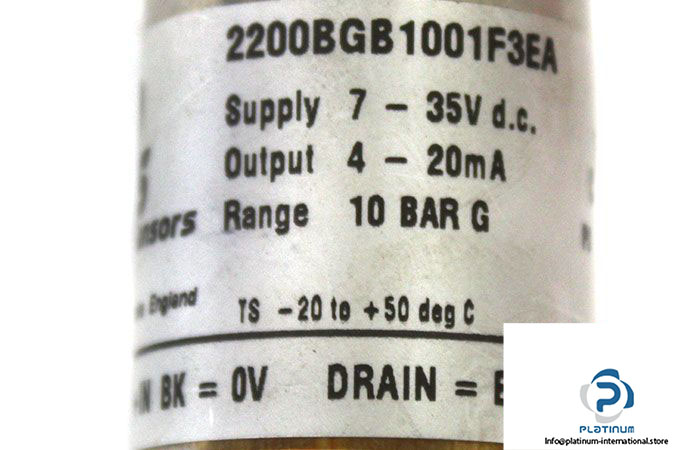 2200BGB1001F3EA
Supply 7 - 35V d.c.
Output 4 - 20mA
Range 10 BAR G
England
TS -20 to +50 deg C
BK = 0V DRAIN =
PLATINUM
Info@platinum-international.store